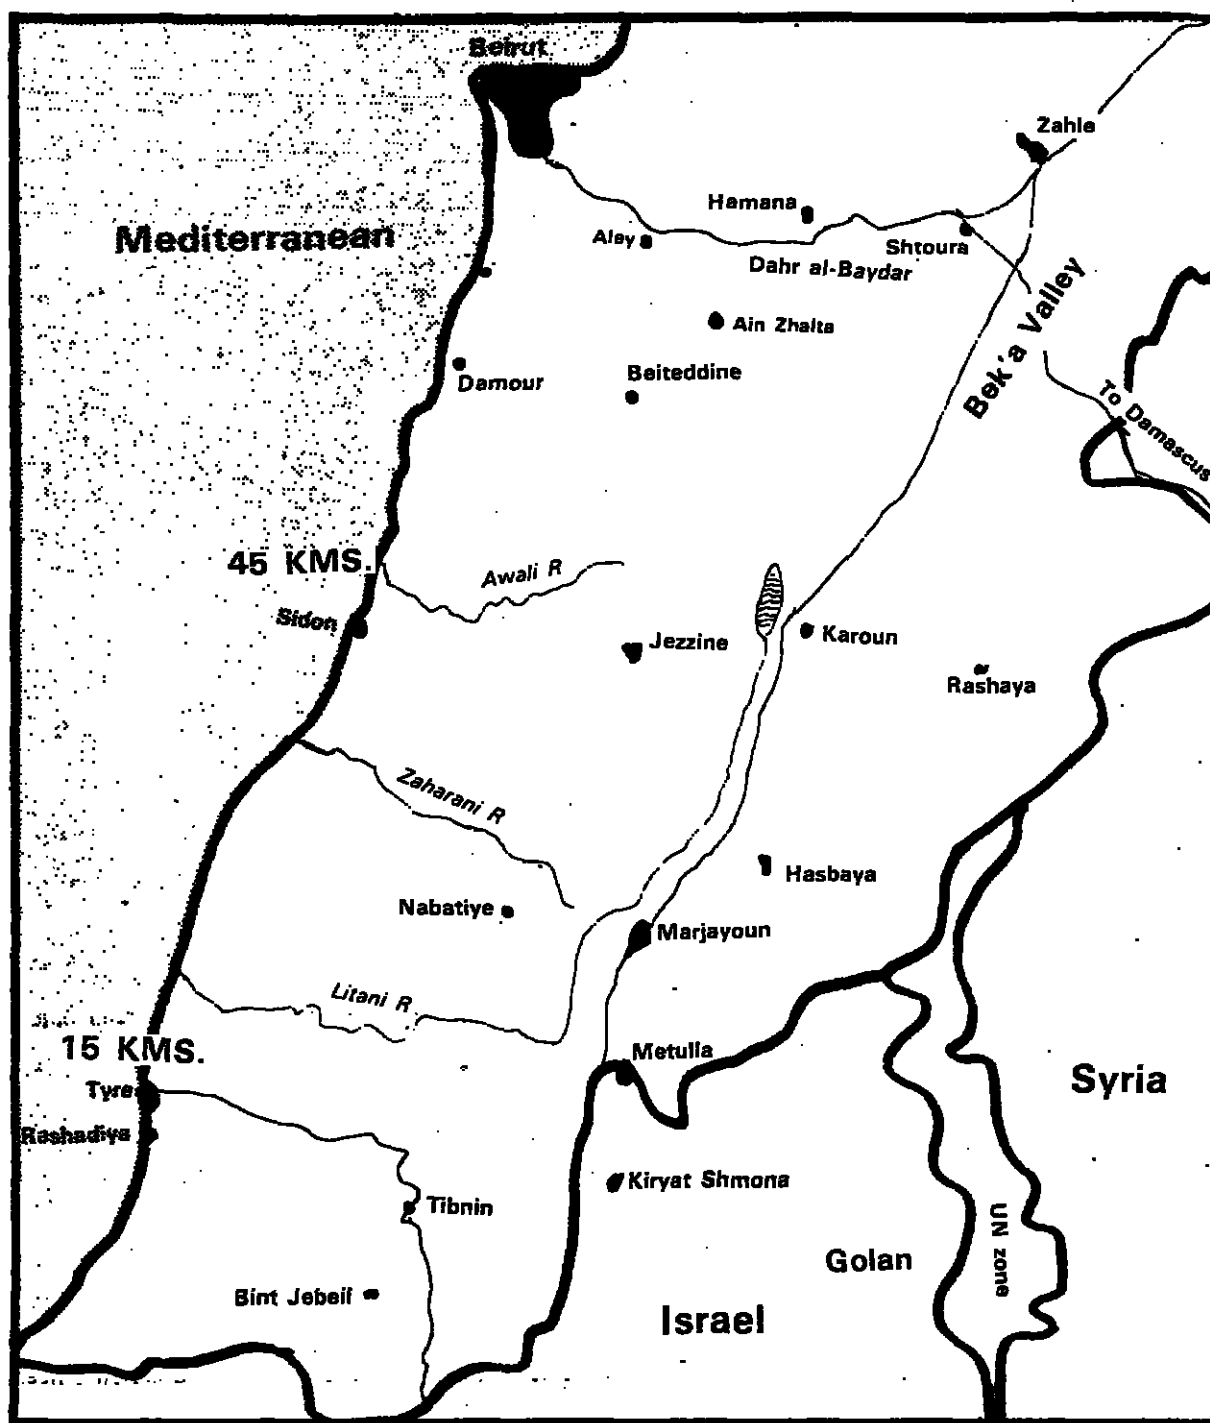 Beirut
Zahle
Hamana
Mediterranean
Aley
Shtoura
Dahr al-Baydar
Bek'a Valley
Ain Zhalta
Damour
Beiteddine
To Damascus
45 KMS.
Awali R
Sidon
Jezzine
Karoun
Rashaya
Zaharani R
Hasbaya
Nabatiye
Marjayoun
Litani R
15 KMS.
Metulla
Tyre
Syria
Rashadiya
Kiryat Shmona
Tibnin
UN zone
Golan
Bint Jebeil
Israel